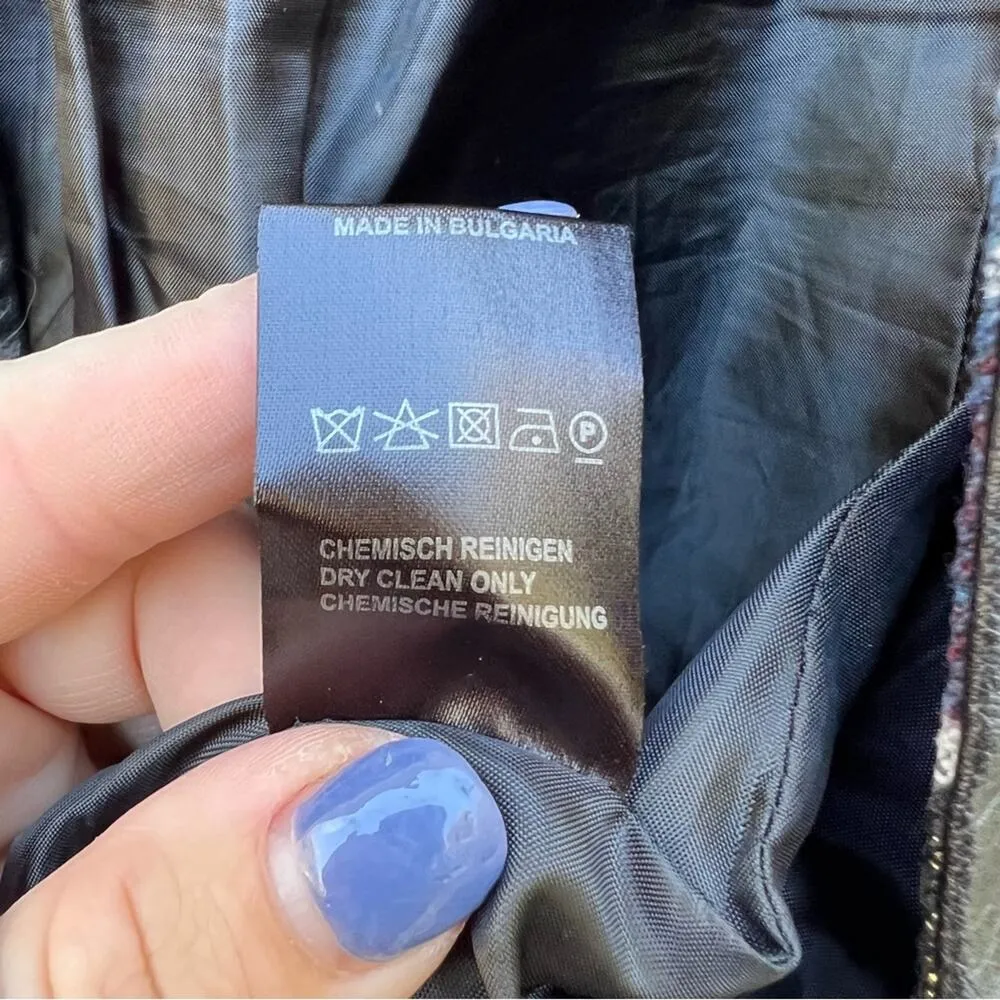 MADE IN BULGARIA
P
CHEMISCH REINIGEN
DRY CLEAN ONLY
CHEMISCHE REINIGUNG